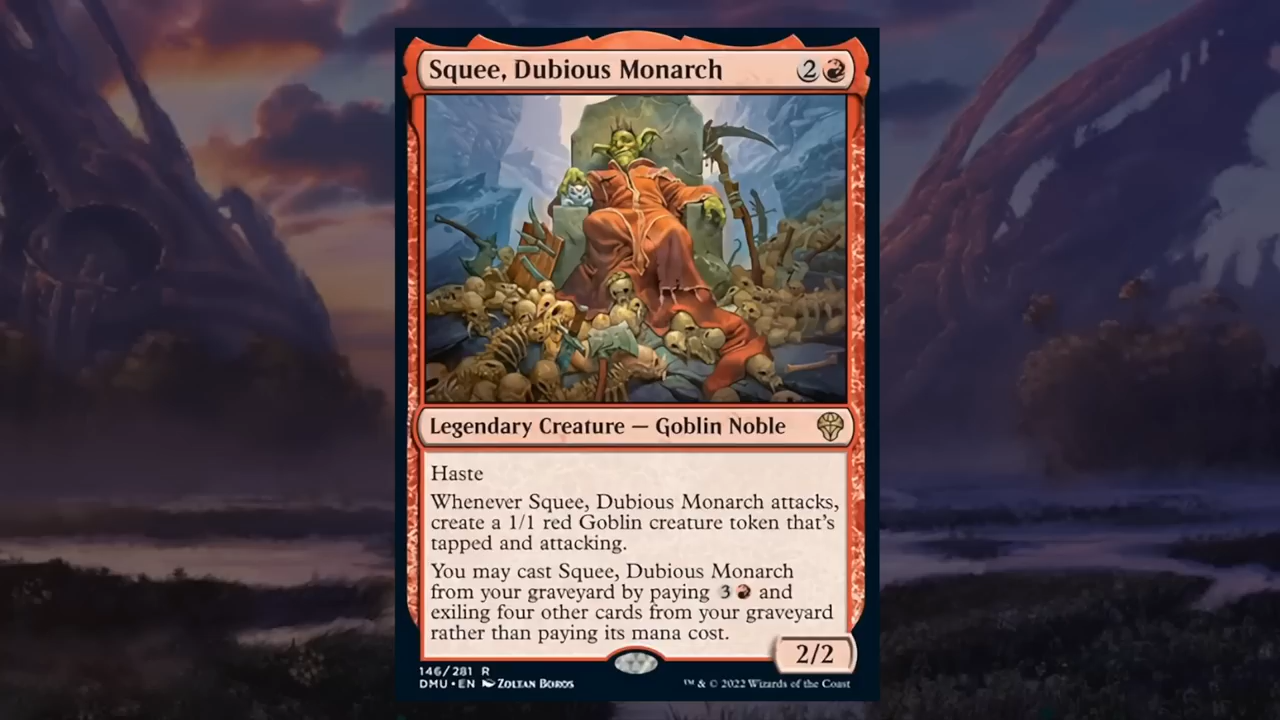 Squee, Dubious Monarch 2
Legendary Creature — Goblin Noble
Haste
Whenever Squee, Dubious Monarch attacks,
create a 1/1 red Goblin creature token that's
tapped and attacking.
You may cast Squee, Dubious Monarch
from your graveyard by paying 3 and
exiling four other cards from your graveyard
rather than paying its mana cost.
2/2
146/281 R
DMU • EN Zoltan Boros
™ & © 2022 Wizards of the Coast